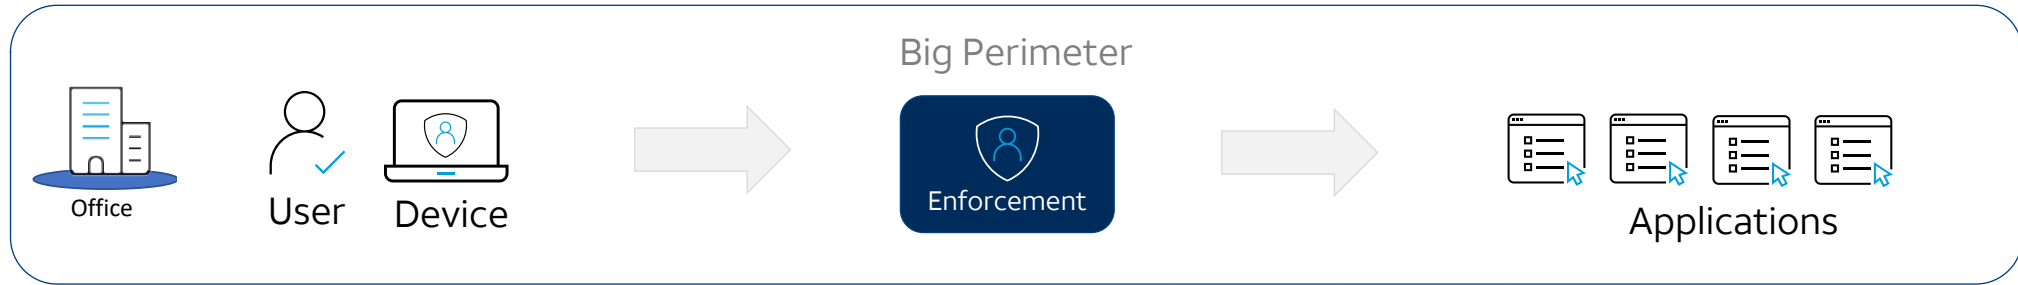 Big Perimeter
Office
User
Device
Enforcement
Applications